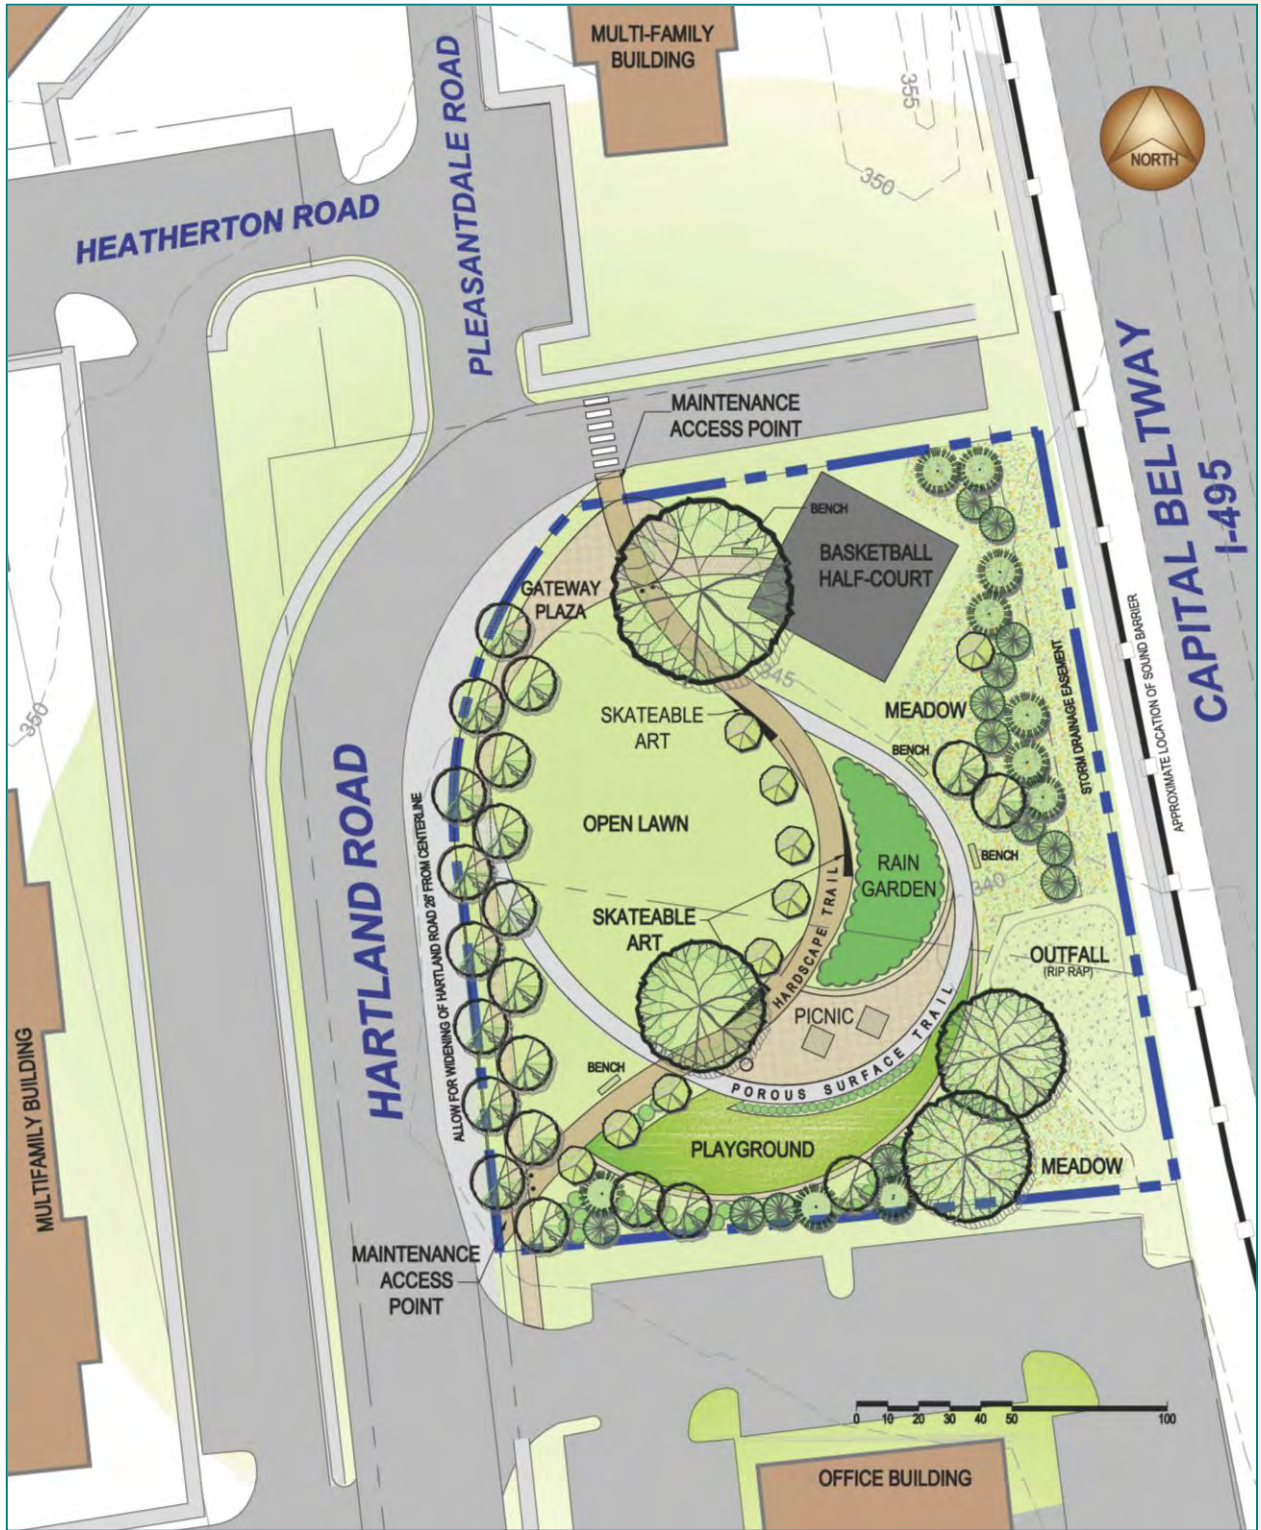 MULTI-FAMILY
BUILDING
355
350
NORTH
HEATHERTON ROAD
PLEASANTDALE ROAD
CAPITAL BELTWAY
I-495
MAINTENANCE
ACCESS POINT
BENCH
BASKETBALL
HALF-COURT
GATEWAY
PLAZA
345
350
SKATEABLE
ART
MEADOW
BENCH
STORM DRAINAGE EASEMENT
APPROXIMATE LOCATION OF SOUND BARRIER
HARTLAND ROAD
ALLOW FOR WIDENING OF HARTLAND ROAD 26' FROM CENTERLINE
OPEN LAWN
RAIN
GARDEN
BENCH
340
SKATEABLE
ART
HARDSCAPE TRAIL
OUTFALL
(RIP RAP)
PICNIC
POROUS SURFACE TRAIL
BENCH
PLAYGROUND
MEADOW
MULTIFAMILY BUILDING
MAINTENANCE
ACCESS
POINT
0 10 20 30 40 50 100
OFFICE BUILDING